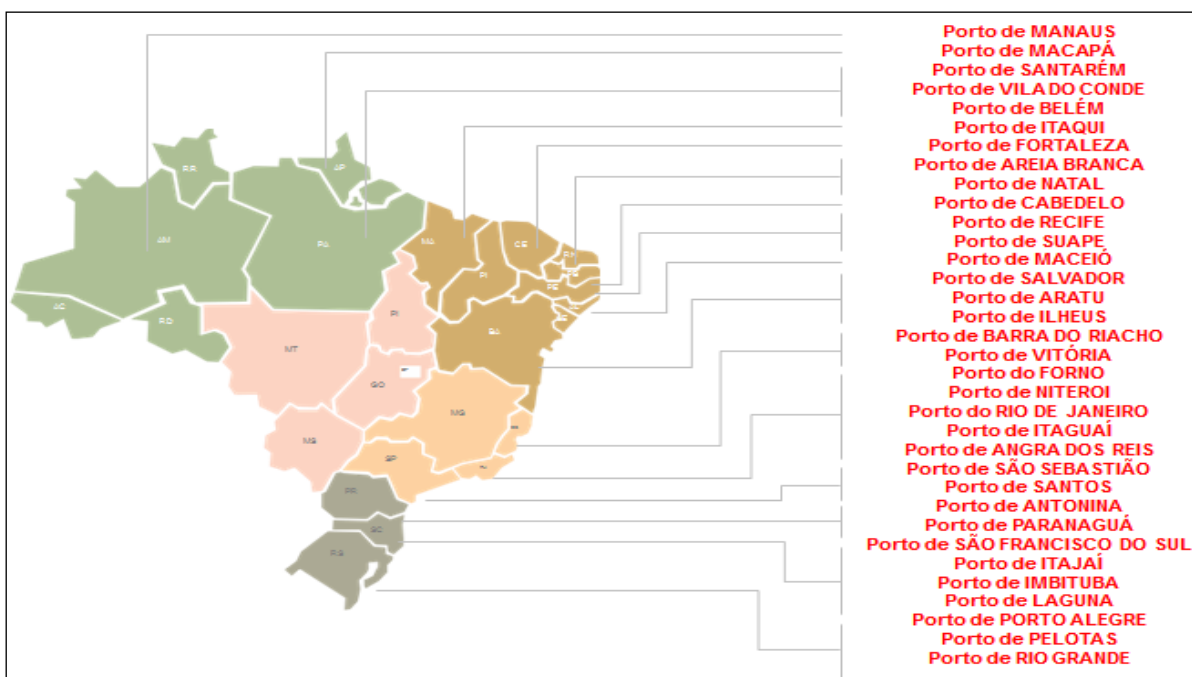 Porto de MANAUS
Porto de MACAPÁ
Porto de SANTARÉM
Porto de VILA DO CONDE
Porto de BELÉM
Porto de ITAQUI
Porto de FORTALEZA
Porto de AREIA BRANCA
Porto de NATAL
Porto de CABEDELO
Porto de RECIFE
Porto de SUAPE
Porto de MACEIÓ
Porto de SALVADOR
Porto de ARATU
Porto de ILHEUS
Porto de BARRA DO RIACHO
Porto de VITÓRIA
Porto do FORNO
Porto de NITEROI
Porto do RIO DE JANEIRO
Porto de ITAGUAÍ
Porto de ANGRA DOS REIS
Porto de SÃO SEBASTIÃO
Porto de SANTOS
Porto de ANTONINA
Porto de PARANAGUÁ
Porto de SÃO FRANCISCO DO SUL
Porto de ITAJAÍ
Porto de IMBITUBA
Porto de LAGUNA
Porto de PORTO ALEGRE
Porto de PELOTAS
Porto de RIO GRANDE
RR
AP
AM
PA
MA
CE
RN
PI
PB
PE
AC
RO
BA
MT
GO
MG
MS
SP
PR
SC
RS